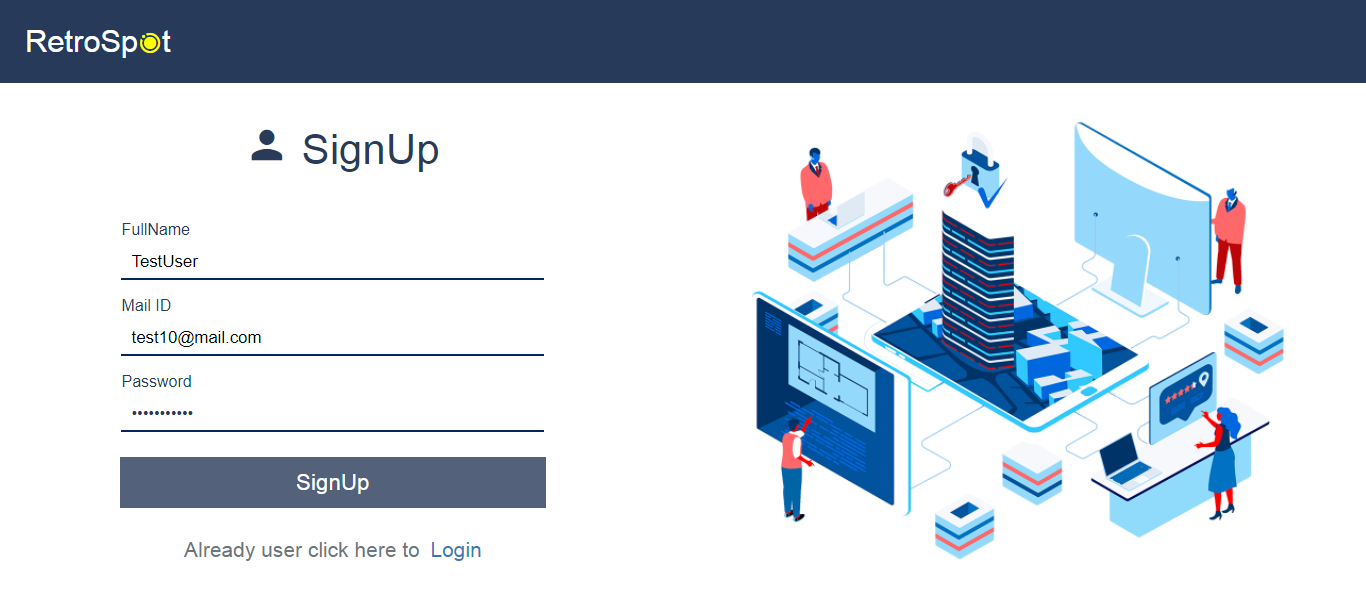 RetroSpot
SignUp
FullName
TestUser
Mail ID
test10@mail.com
Password
•••••••••••
SignUp
Already user click here to Login